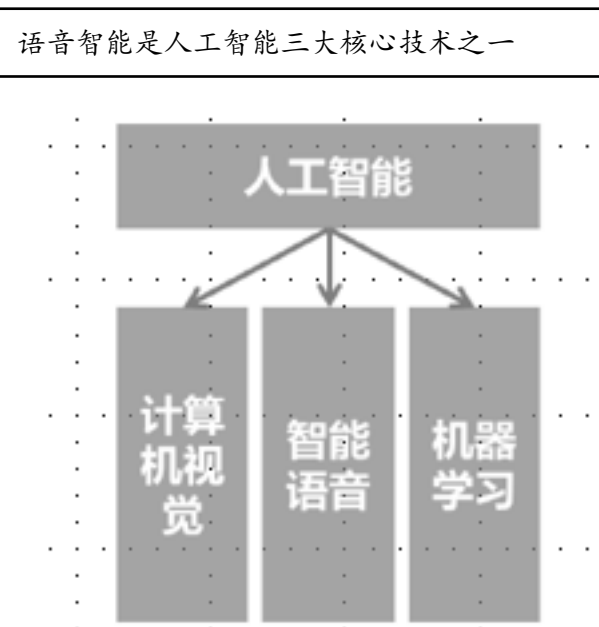 语音智能是人工智能三大核心技术之一
人工智能
计算
机视
觉
智能
语音
机器
学习